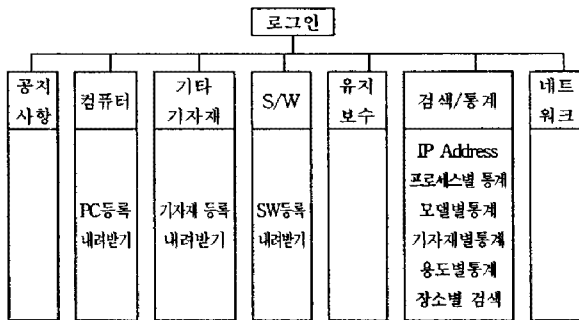 로그인
공지
사항
컴퓨터
기타
기자재
S/W
유지
보수
검색/통계
네트
워크
PC등록
내려받기
기자재 등록
내려받기
SW등록
내려받기
IP Address
프로세스별 통계
모델별통계
기자재별통계
용도별통계
장소별 검색